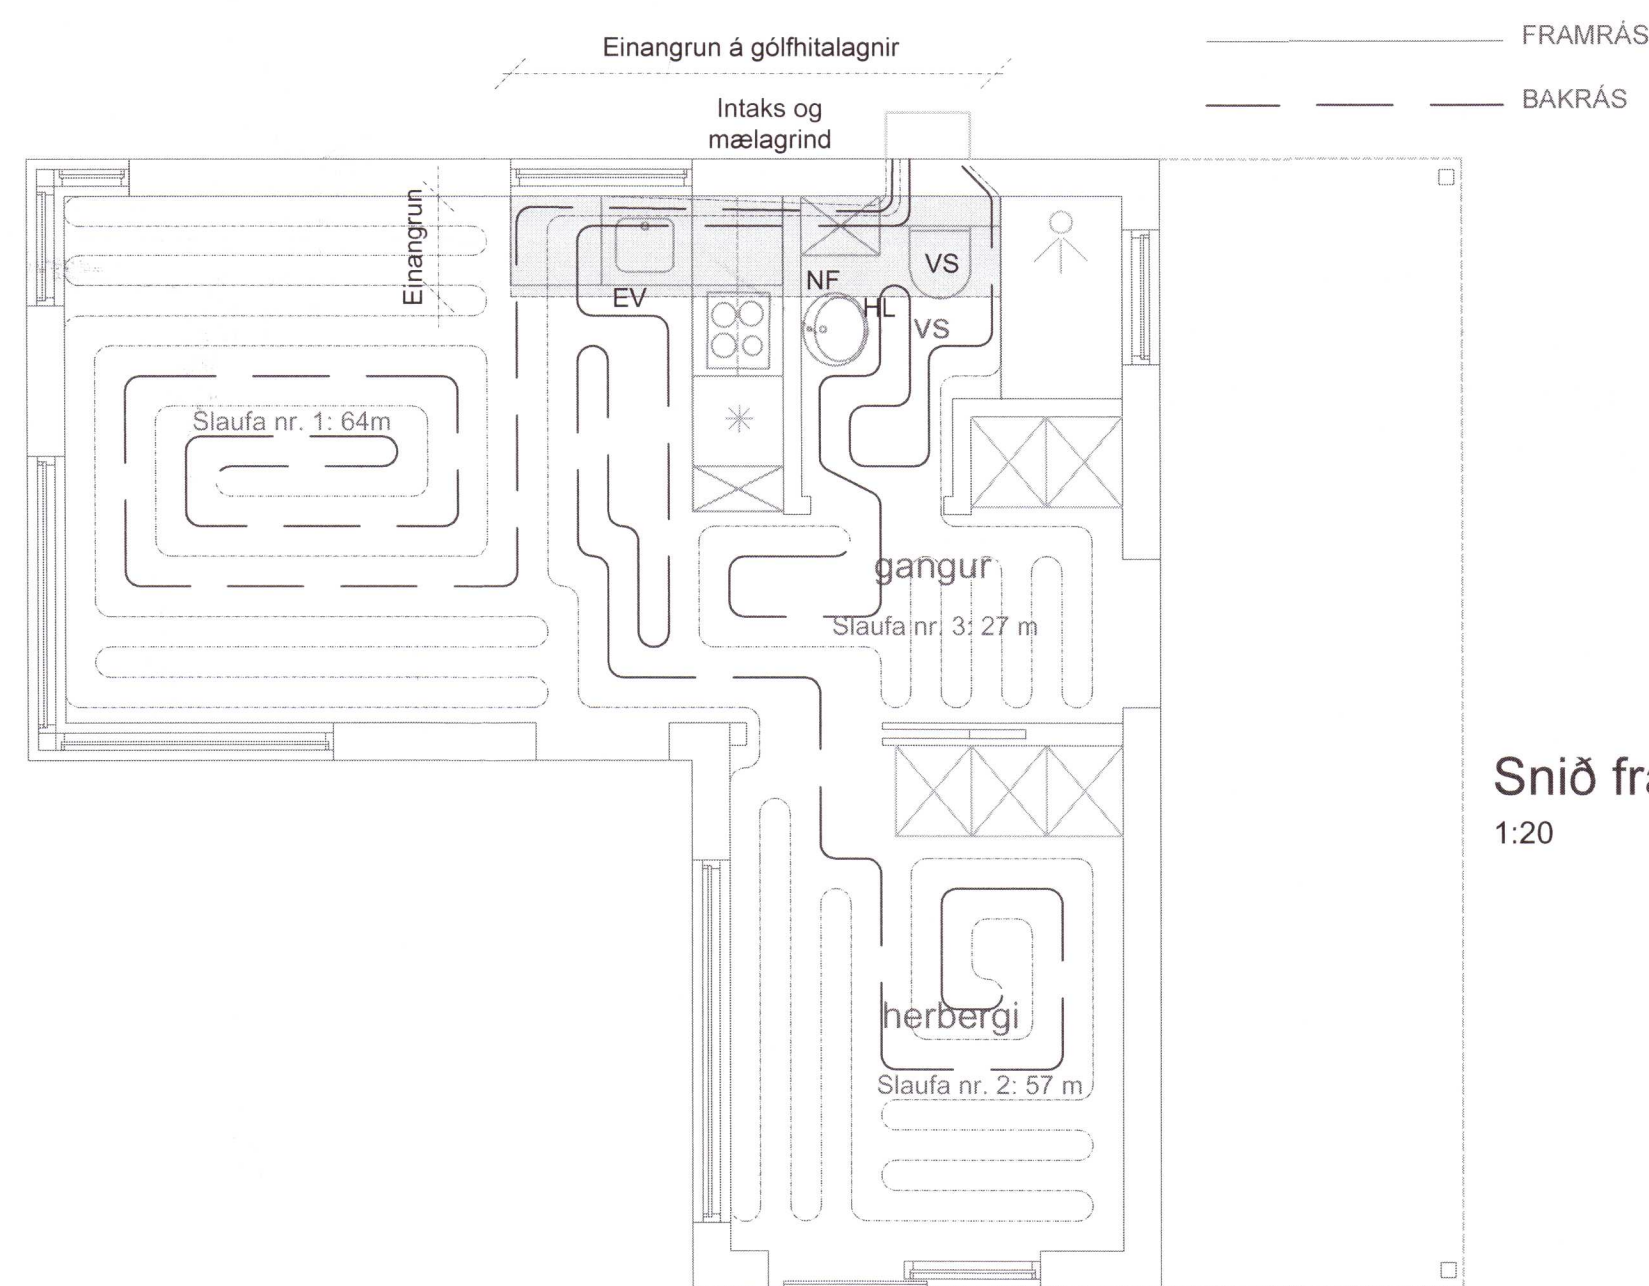 Einangrun á gólfhitalagnir
FRAMRÁS
BAKRÁS
Intaks og
mælagrind
Einangrun
VS
NF
EV
HL
VS
Slaufa nr. 1: 64m
gangur
Slaufa nr. 3: 27 m
Snið
1:20
herbergi
Slaufa nr. 2: 57 m